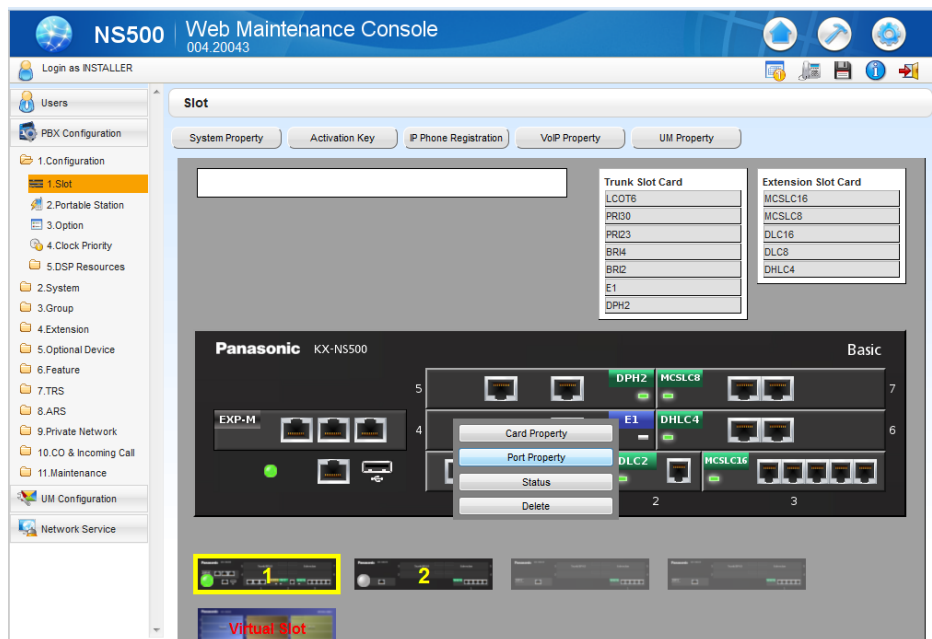 NS500
Web Maintenance Console
004.20043
Login as INSTALLER
Users
PBX Configuration
1.Configuration
1.Slot
2.Portable Station
3.Option
4.Clock Priority
5.DSP Resources
2.System
3.Group
4.Extension
5.Optional Device
6.Feature
7.TRS
8.ARS
9.Private Network
10.CO & Incoming Call
11.Maintenance
UM Configuration
Network Service
Slot
System Property
Activation Key
IP Phone Registration
VoIP Property
UM Property
Trunk Slot Card
LCOT6
PRI30
PRI23
BRI4
BRI2
E1
DPH2
Extension Slot Card
MCSLC16
MCSLC8
DLC16
DLC8
DHLC4
Panasonic KX-NS500
Basic
5
DPH2
MCSLC8
7
EXP-M
4
E1
DHLC4
6
DLC2
MCSLC16
2
3
Card Property
Port Property
Status
Delete
1
2
Virtual Slot